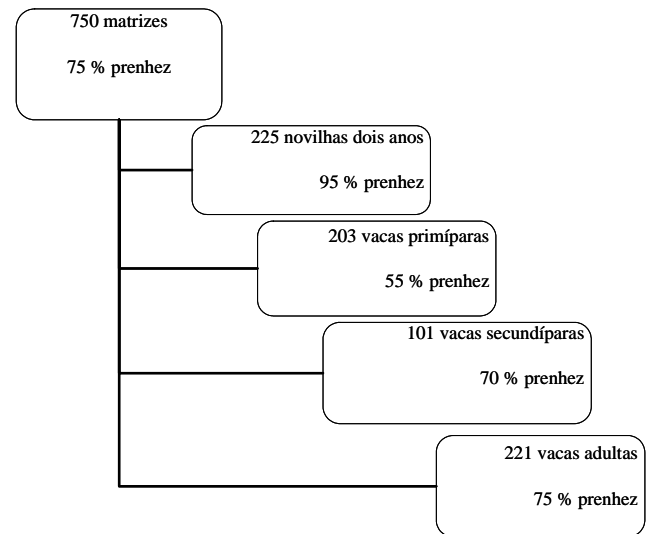 750 matrizes
75 % prenhez
225 novilhas dois anos
95 % prenhez
203 vacas primíparas
55 % prenhez
101 vacas secundíparas
70 % prenhez
221 vacas adultas
75 % prenhez